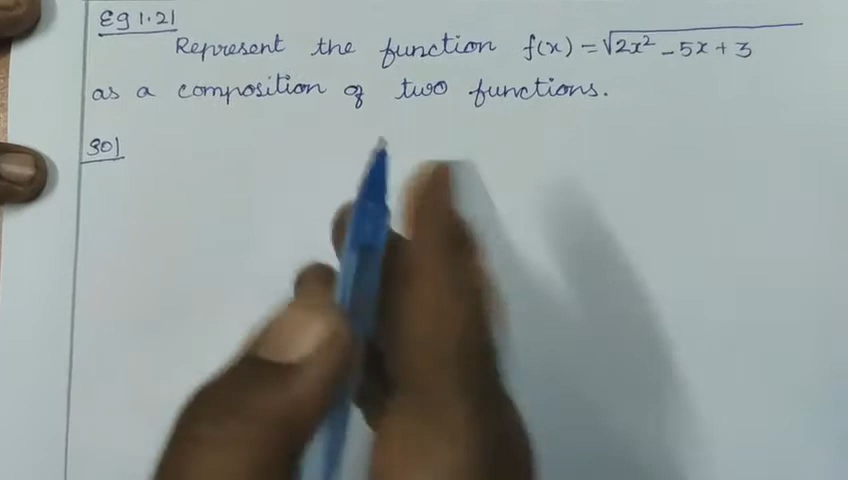 Eg 1.21
Represent the function f(x) = √2x² - 5x + 3
as a composition of two functions.
Sol